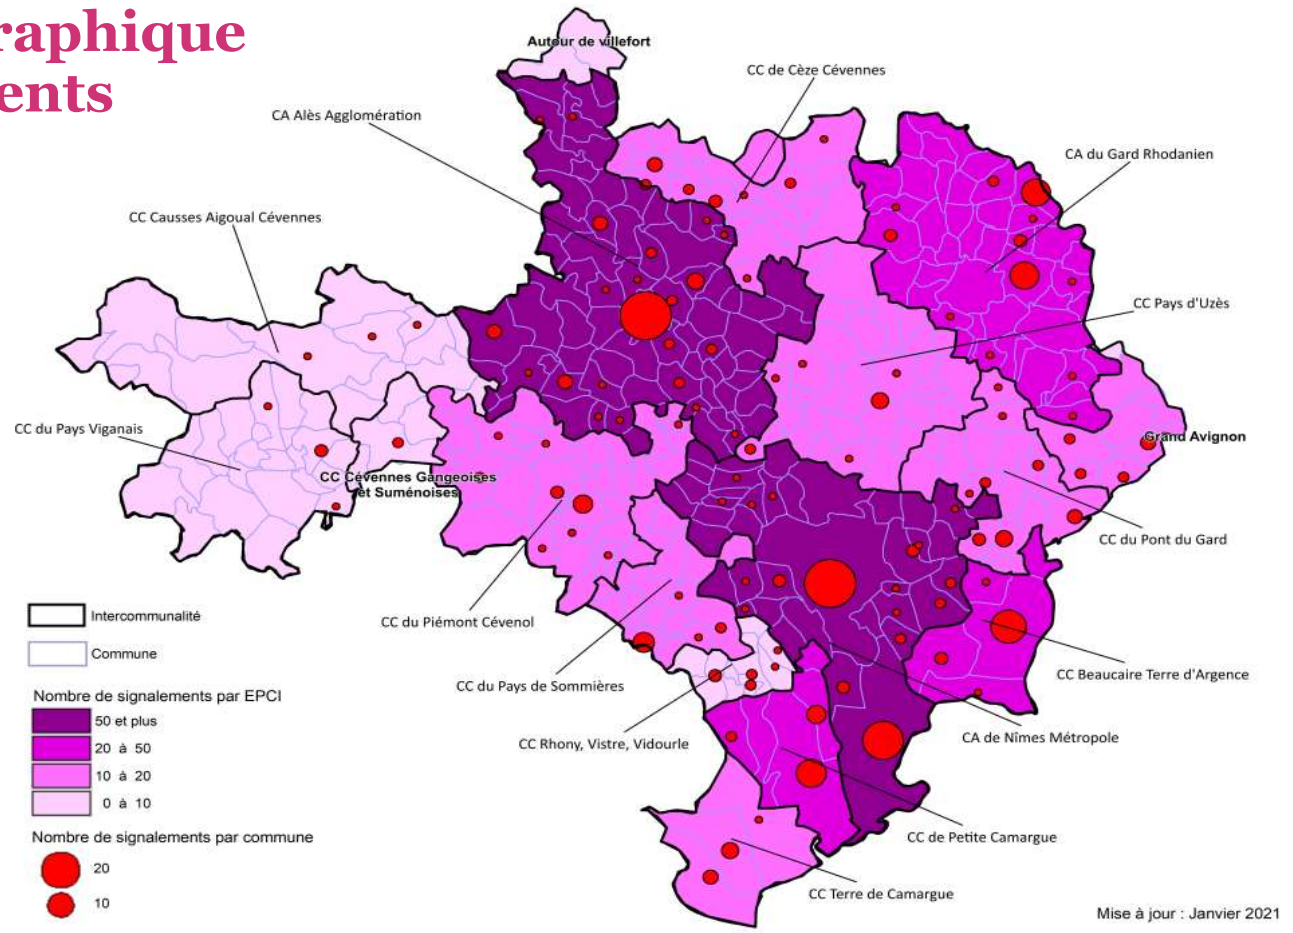 raphique
ents
Autour de villefort
CC de Cèze Cévennes
CA Alès Agglomération
CA du Gard Rhodanien
CC Causses Aigoual Cévennes
CC Pays d'Uzès
CC du Pays Viganais
Grand Avignon
CC Cévennes Gangeoises
et Suménoises
CC du Pont du Gard
Intercommunalité
CC du Piémont Cévenol
Commune
CC Beaucaire Terre d'Argence
CC du Pays de Sommières
Nombre de signalements par EPCI
50 et plus
CA de Nîmes Métropole
CC Rhony, Vistre, Vidourle
20 à 50
10 à 20
0 à 10
Nombre de signalements par commune
CC de Petite Camargue
20
CC Terre de Camargue
10
Mise à jour : Janvier 2021